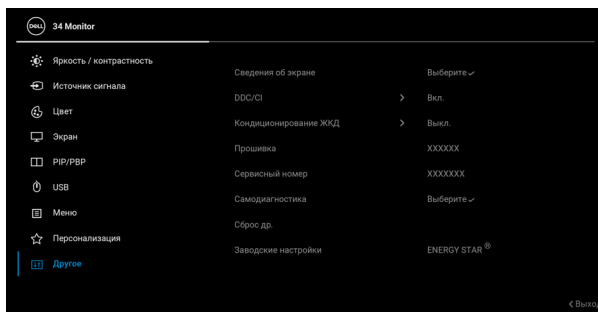 DELL 34 Monitor
Яркость / контрастность
Источник сигнала
Цвет
Экран
PIP/PBP
USB
Меню
Персонализация
Другое
Сведения об экране Выберите
DDC/CI Вкл.
Кондиционирование ЖКД Выкл.
Прошивка XXXXXX
Сервисный номер XXXXXXX
Самодиагностика Выберите
Сброс др.
Заводские настройки ENERGY STAR ®